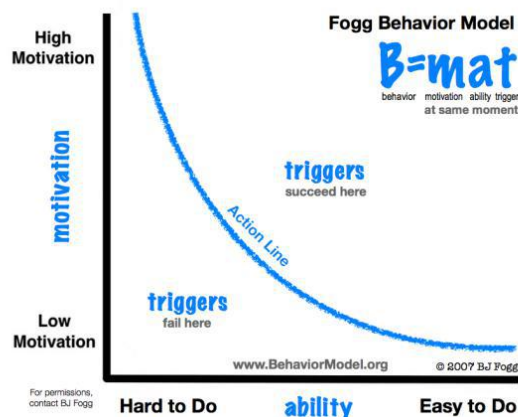 Fogg Behavior Model
B=mat
behavior motivation ability trigger
at same moment
High
Motivation
motivation
triggers
succeed here
Action Line
triggers
fail here
Low
Motivation
www.BehaviorModel.org
© 2007 BJ Fogg
For permissions,
contact BJ Fogg
Hard to Do ability Easy to Do